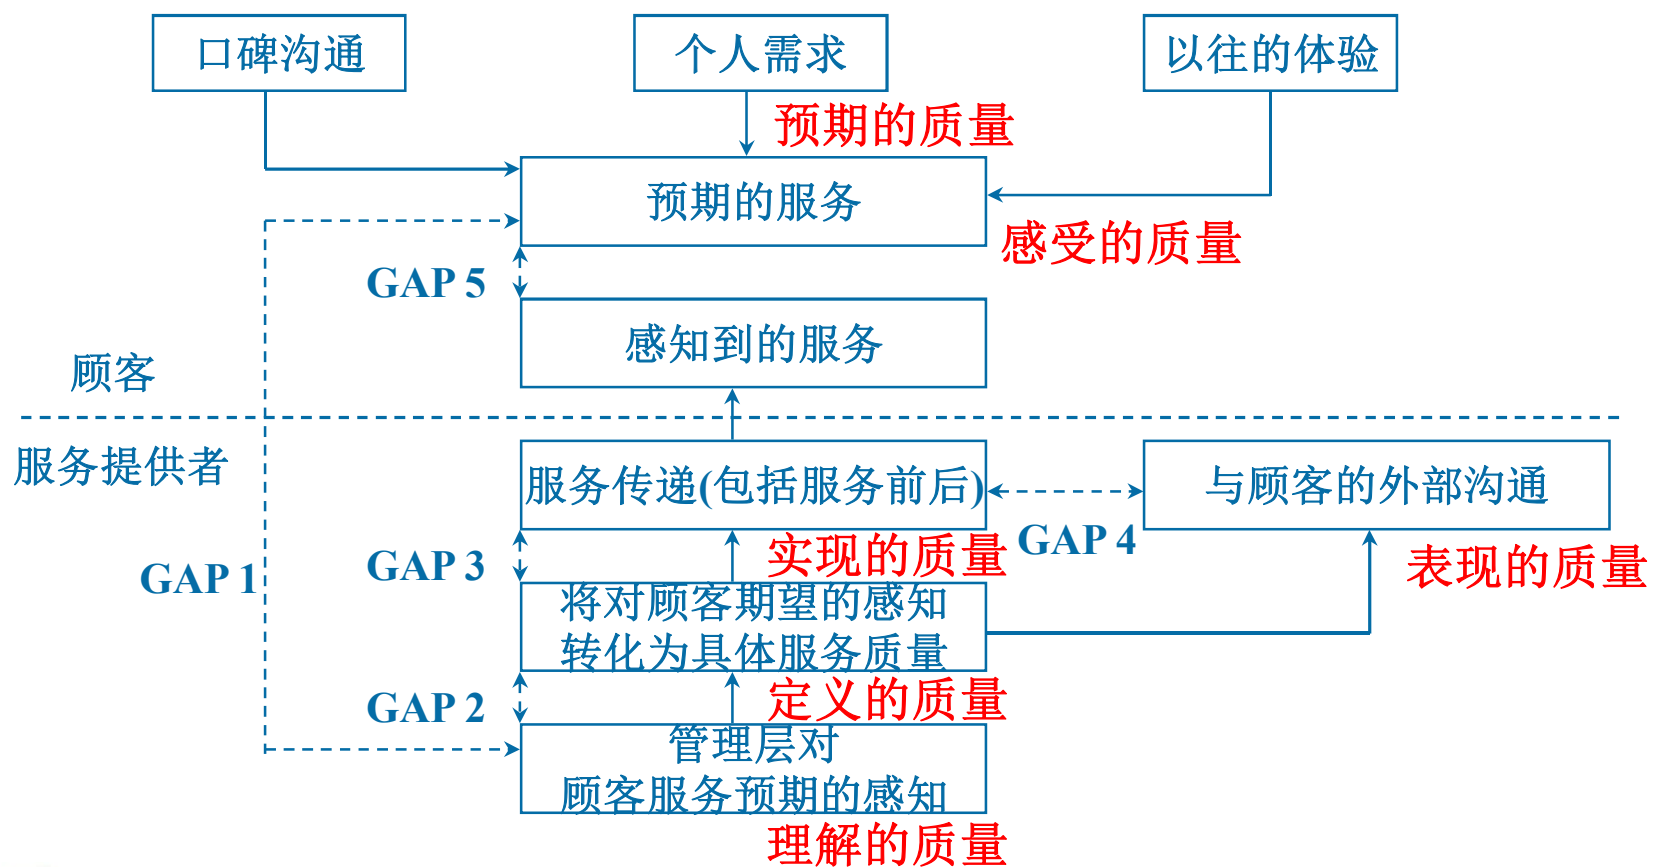 口碑沟通
个人需求
以往的体验
预期的质量
预期的服务
感受的质量
GAP 5
感知到的服务
顾客
服务提供者
服务传递(包括服务前后)
与顾客的外部沟通
GAP 4
实现的质量
表现的质量
GAP 3
GAP 1
将对顾客期望的感知
转化为具体服务质量
GAP 2
定义的质量
管理层对
顾客服务预期的感知
理解的质量